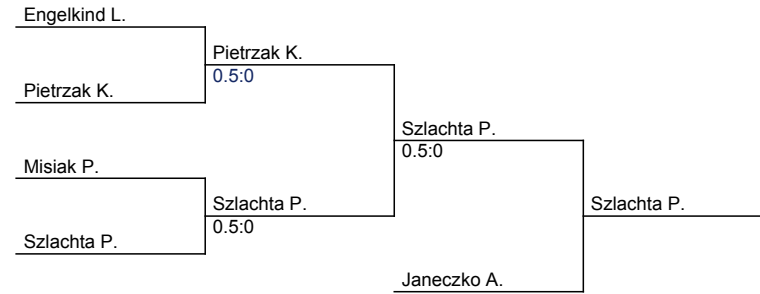 Engelkind L.
Pietrzak K.
0.5:0
Pietrzak K.
Szlachta P.
0.5:0
Misiak P.
Szlachta P.
Szlachta P.
0.5:0
Szlachta P.
Janeczko A.